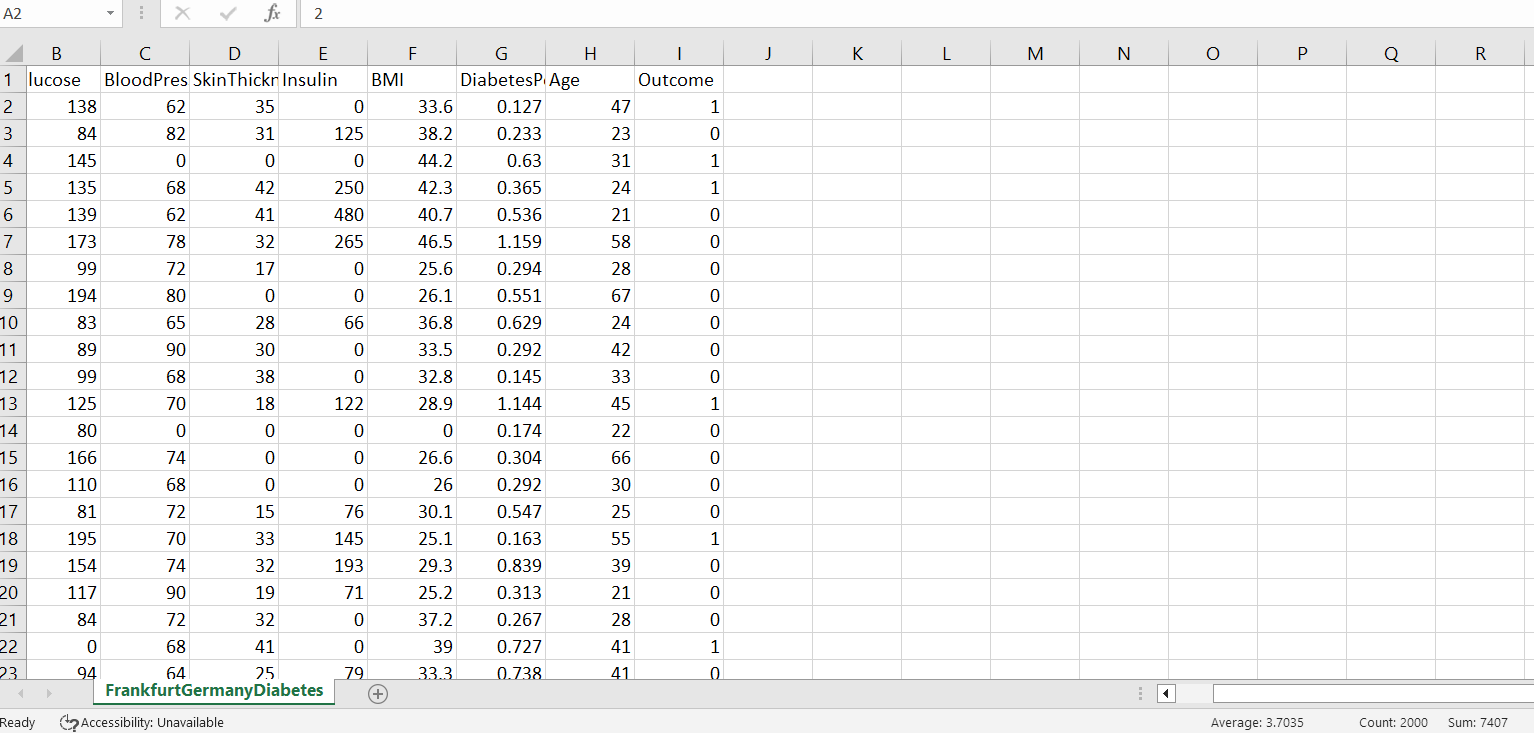 A2 fx 2
B C D E F G H I J K L M N O P Q R
1 lucose BloodPres SkinThickn Insulin BMI DiabetesPe Age Outcome
2 138 62 35 0 33.6 0.127 47 1
3 84 82 31 125 38.2 0.233 23 0
4 145 0 0 0 44.2 0.63 31 1
5 135 68 42 250 42.3 0.365 24 1
6 139 62 41 480 40.7 0.536 21 0
7 173 78 32 265 46.5 1.159 58 0
8 99 72 17 0 25.6 0.294 28 0
9 194 80 0 0 26.1 0.551 67 0
10 83 65 28 66 36.8 0.629 24 0
11 89 90 30 0 33.5 0.292 42 0
12 99 68 38 0 32.8 0.145 33 0
13 125 70 18 122 28.9 1.144 45 1
14 80 0 0 0 0 0.174 22 0
15 166 74 0 0 26.6 0.304 66 0
16 110 68 0 0 26 0.292 30 0
17 81 72 15 76 30.1 0.547 25 0
18 195 70 33 145 25.1 0.163 55 1
19 154 74 32 193 29.3 0.839 39 0
20 117 90 19 71 25.2 0.313 21 0
21 84 72 32 0 37.2 0.267 28 0
22 0 68 41 0 39 0.727 41 1
23 94 64 25 79 33.3 0.738 41 0
FrankfurtGermanyDiabetes
Ready Accessibility: Unavailable Average: 3.7035 Count: 2000 Sum: 7407